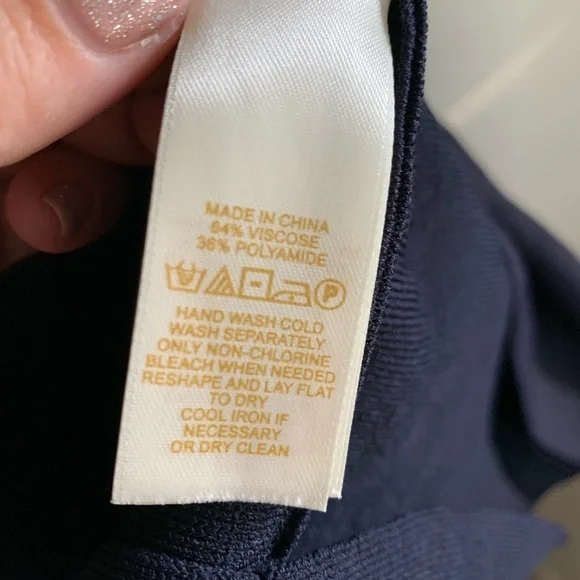 MADE IN CHINA
64% VISCOSE
36% POLYAMIDE
P
HAND WASH COLD
WASH SEPARATELY
ONLY NON-CHLORINE
BLEACH WHEN NEEDED
RESHAPE AND LAY FLAT
TO DRY
COOL IRON IF
NECESSARY
OR DRY CLEAN